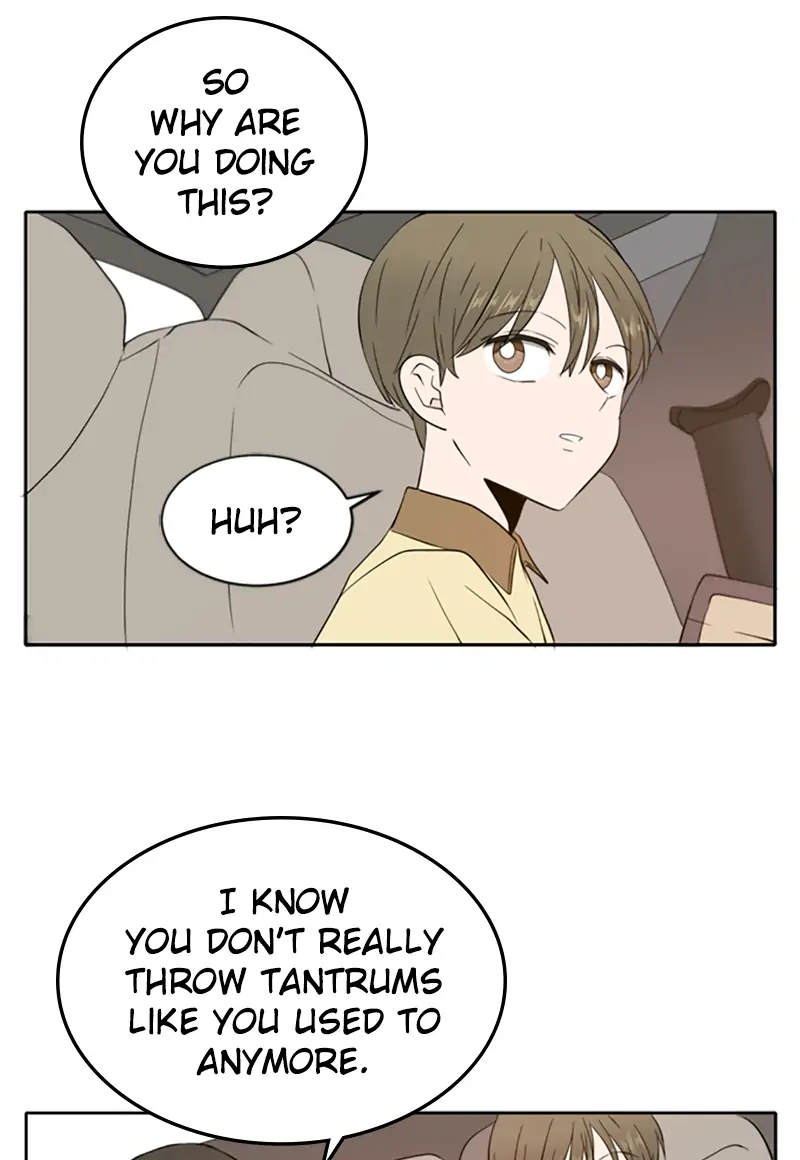 SO
WHY ARE
YOU DOING
THIS?
HUH?
I KNOW
YOU DON'T REALLY
THROW TANTRUMS
LIKE YOU USED TO
ANYMORE.